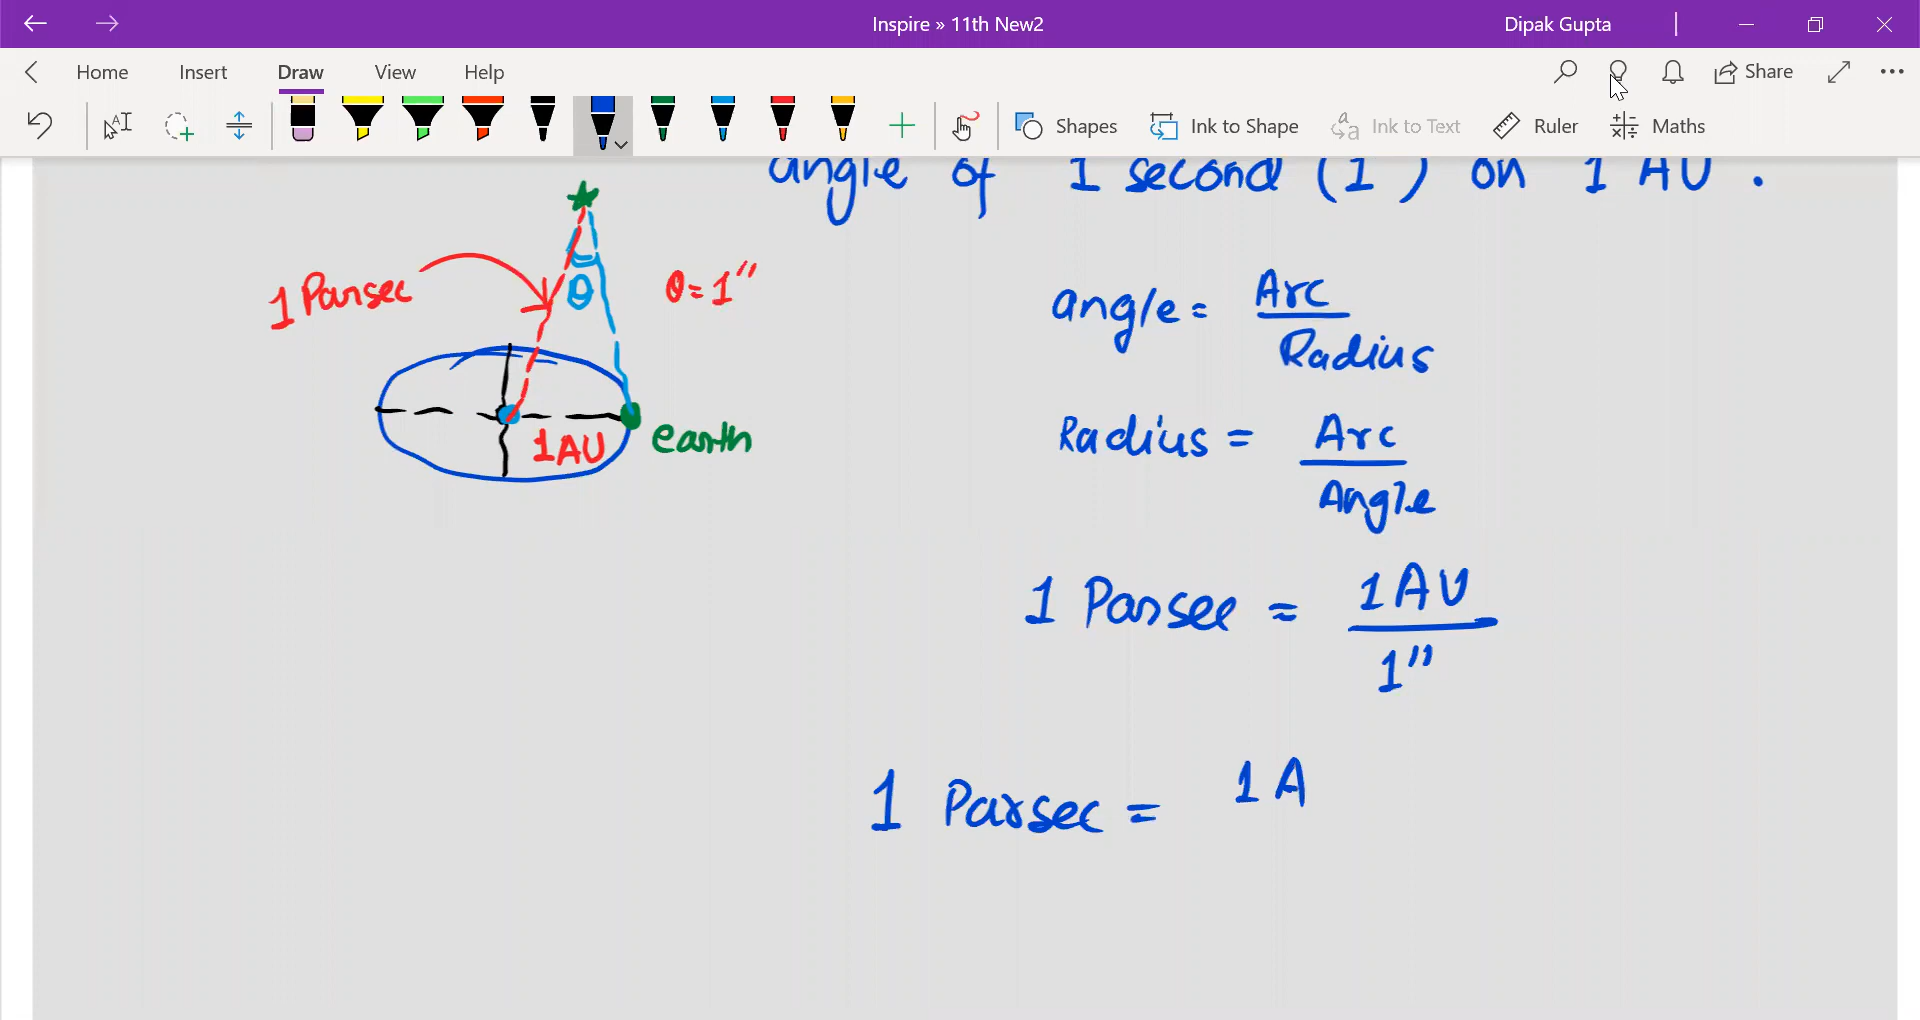 Inspire » 11th New2
Dipak Gupta
Home Insert Draw View Help
Share
Shapes
Ink to Shape
Ink to Text
Ruler
Maths
angle of 1 second (1 ) on 1 AU .
1 Parsec
θ
θ= 1"
1AU
earth
angle = Arc
Radius
Radius = Arc
Angle
1 Parsec = 1AU
1"
1 Parsec = 1A